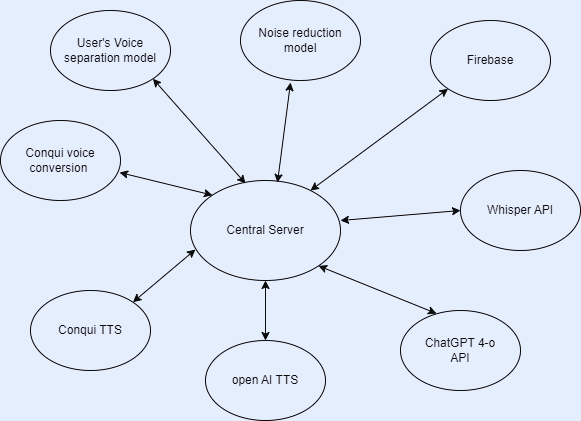 User's Voice
separation model
Noise reduction
model
Firebase
Conqui voice
conversion
Central Server
Whisper API
Conqui TTS
open AI TTS
ChatGPT 4-o
API